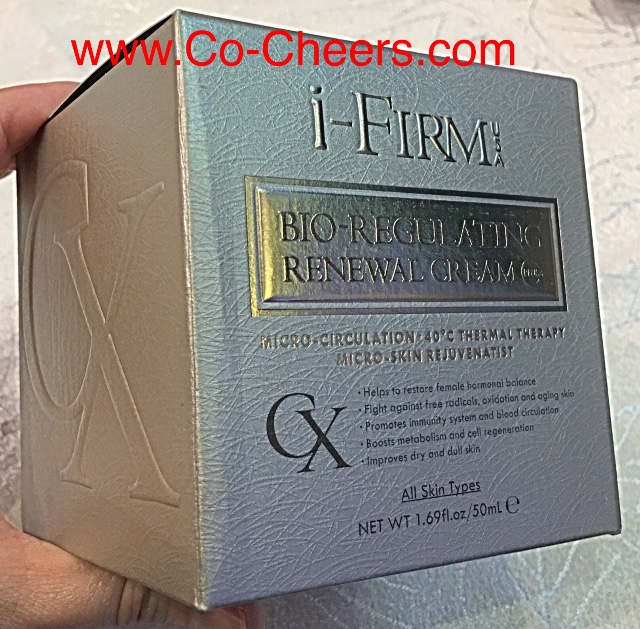 www.Co-Cheers.com
i-FIRM USA
BIO-REGULATING
RENEWAL CREAM
MICRO-CIRCULATION/40°C THERMAL THERAPY
MICRO-SKIN REJUVENATIST
CX
• Helps to restore female hormonal balance
• Fight against free radicals, oxidation and aging skin
• Promotes immunity system and blood circulation
• Boosts metabolism and cell regeneration
• Improves dry and dull skin
All Skin Types
NET WT 1.69fl.oz/50mL ℮
CX